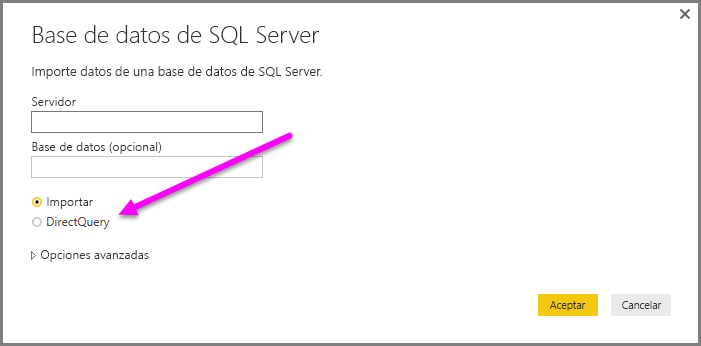 Base de datos de SQL Server
Importe datos de una base de datos de SQL Server.
Servidor
Base de datos (opcional)
Importar
DirectQuery
Opciones avanzadas
Aceptar
Cancelar